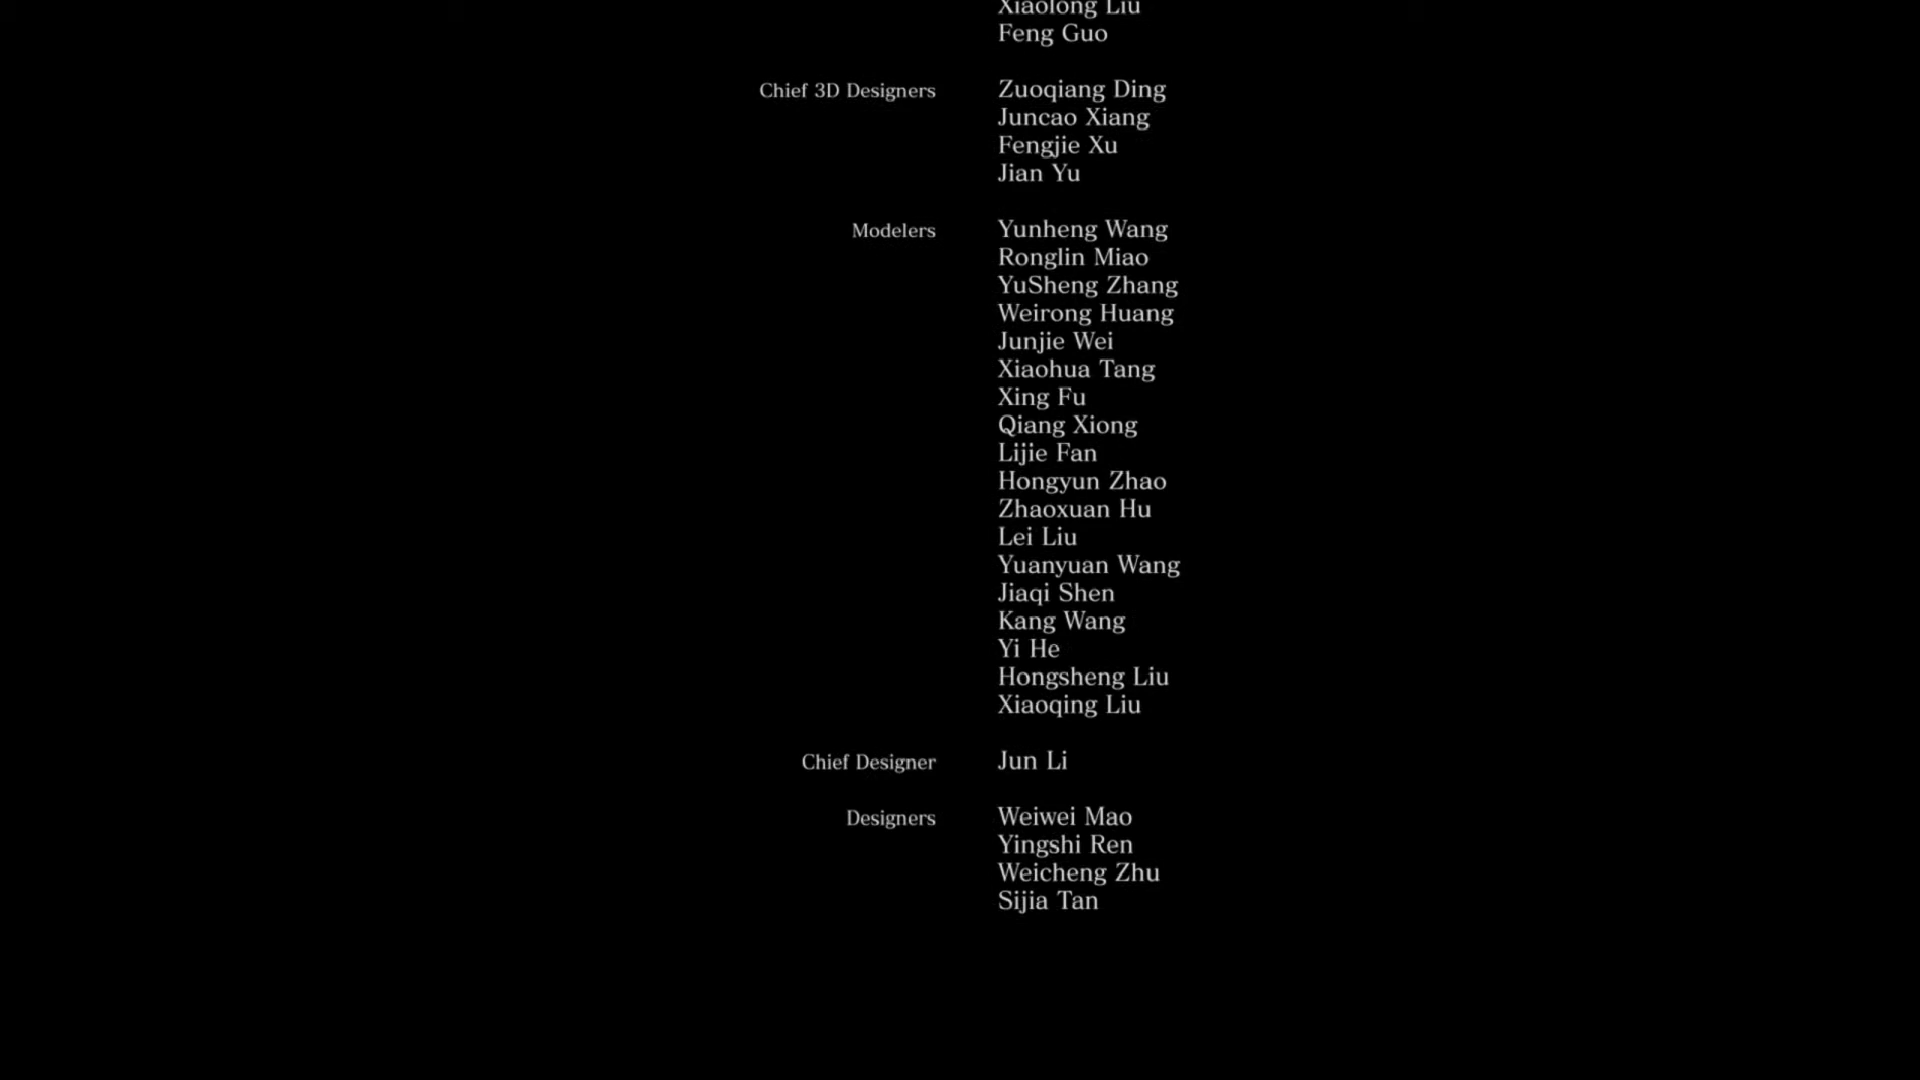 Xiaolong Liu
Feng Guo
Chief 3D Designers Zuoqiang Ding
Juncao Xiang
Fengjie Xu
Jian Yu
Modelers Yunheng Wang
Ronglin Miao
YuSheng Zhang
Weirong Huang
Junjie Wei
Xiaohua Tang
Xing Fu
Qiang Xiong
Lijie Fan
Hongyun Zhao
Zhaoxuan Hu
Lei Liu
Yuanyuan Wang
Jiaqi Shen
Kang Wang
Yi He
Hongsheng Liu
Xiaoqing Liu
Chief Designer Jun Li
Designers Weiwei Mao
Yingshi Ren
Weicheng Zhu
Sijia Tan